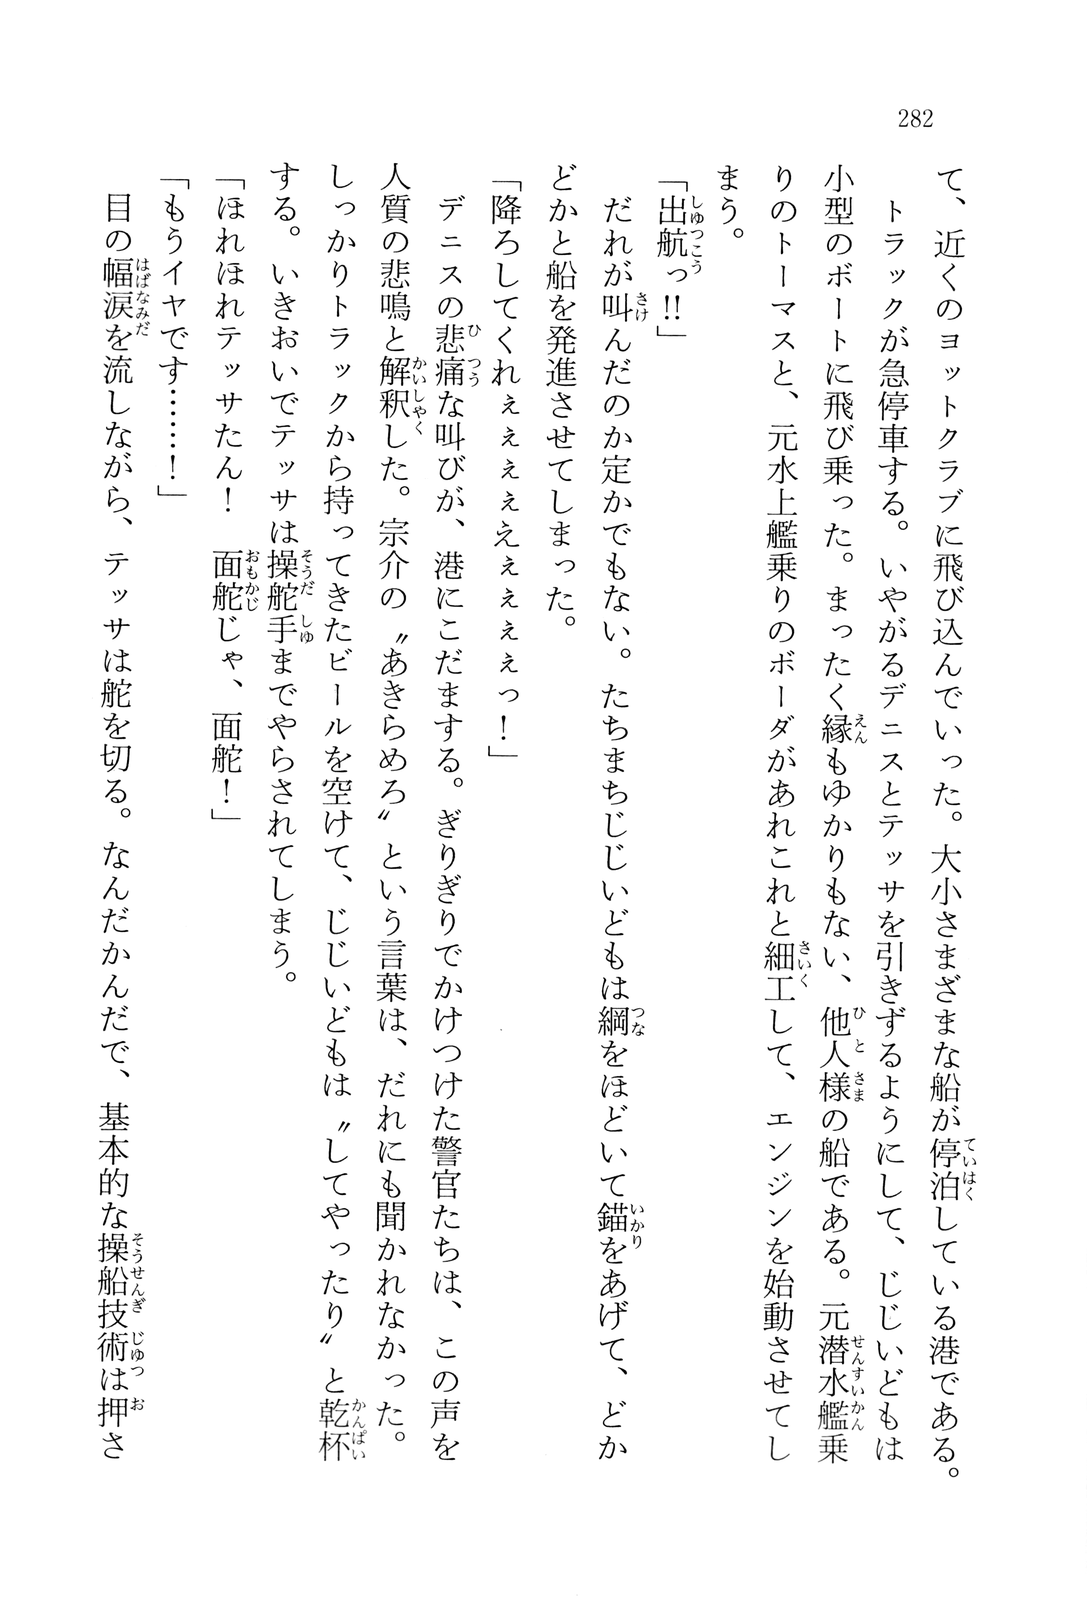 282
て、近くのヨットクラブに飛び込んでいった。大小さまざまな船が停泊している港である。
トラックが急停車する。いやがるデニスとテッサを引きずるようにして、じじいどもは
小型のボートに飛び乗った。まったく縁もゆかりもない、他人様の船である。元潜水艦乗
りのトーマスと、元水上艦乗りのボーダがあれこれと細工して、エンジンを始動させてし
まう。
「出航っ!!」
だれが叫んだのか定かでもない。たちまちじじいどもは綱をほどいて錨をあげて、どか
どかと船を発進させてしまった。
「降ろしてくれぇぇぇぇえぇぇぇぇっ！」
デニスの悲痛な叫びが、港にこだまする。ぎりぎりでかけつけた警官たちは、この声を
人質の悲鳴と解釈した。宗介の〝あきらめろ〟という言葉は、だれにも聞かれなかった。
しっかりトラックから持ってきたビールを空けて、じじいどもは〝してやったり〟と乾杯
する。いきおいでテッサは操舵手までやらされてしまう。
「ほれほれテッサたん！　面舵じゃ、面舵！」
「もうイヤです……！」
目の幅涙を流しながら、テッサは舵を切る。なんだかんだで、基本的な操船技術は押さ